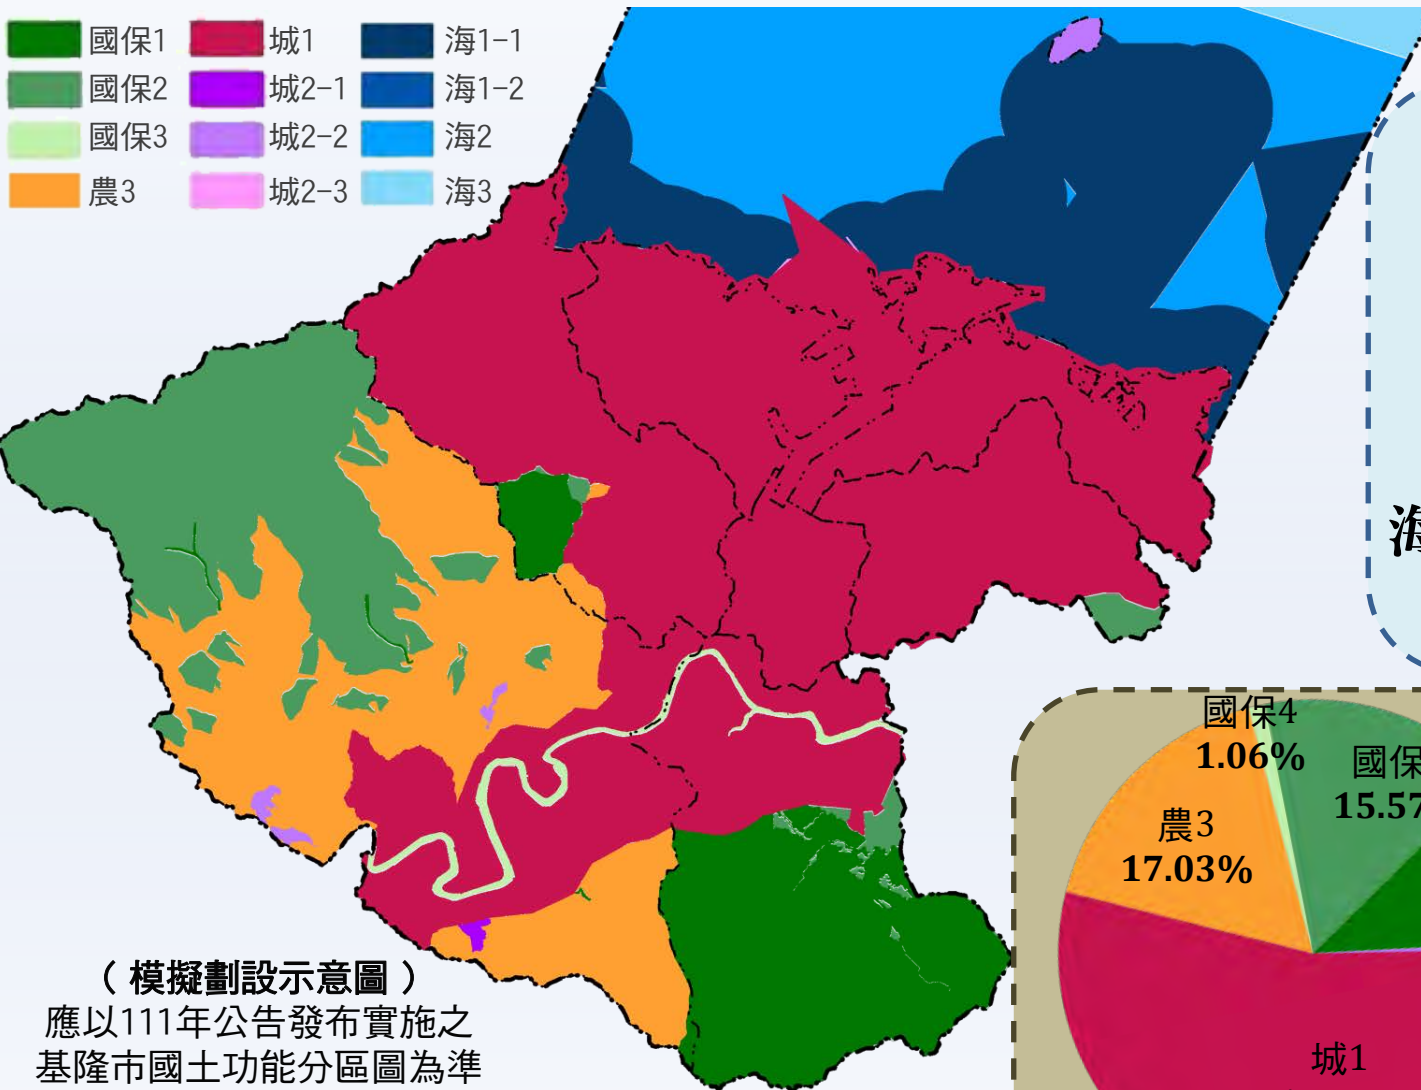 國保1
城1
海1-1
國保2
城2-1
海1-2
國保3
城2-2
海2
農3
城2-3
海3
海
國保4
1.06%
國保
15.57
農3
17.03%
城1
（ 模擬劃設示意圖 ）
應以111年公告發布實施之
基隆市國土功能分區圖為準